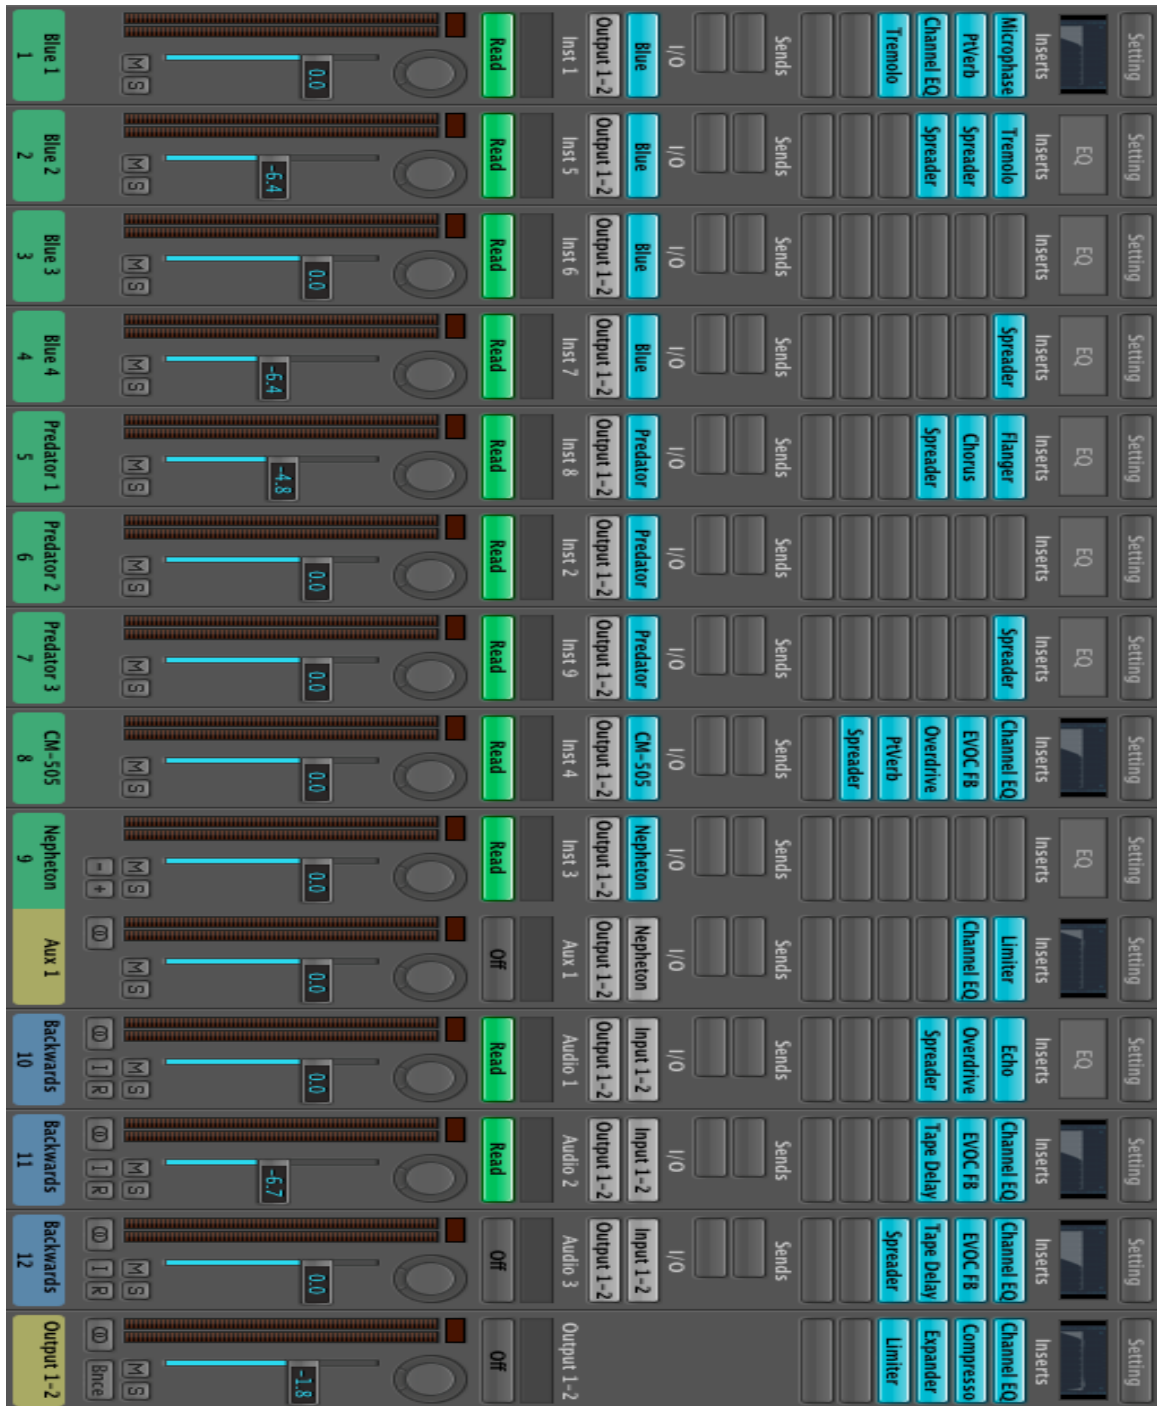 Setting
Inserts
Microphase
PtVerb
Channel EQ
Tremolo
Sends
I/O
Blue
Output 1-2
Inst 1
Read
0.0
M S
Blue 1
1
Setting
EQ
Inserts
Tremolo
Spreader
Spreader
Sends
I/O
Blue
Output 1-2
Inst 5
Read
-6.4
M S
Blue 2
2
Setting
EQ
Inserts
Sends
I/O
Blue
Output 1-2
Inst 6
Read
0.0
M S
Blue 3
3
Setting
EQ
Inserts
Spreader
Sends
I/O
Blue
Output 1-2
Inst 7
Read
-6.4
M S
Blue 4
4
Setting
EQ
Inserts
Flanger
Chorus
Spreader
Sends
I/O
Predator
Output 1-2
Inst 8
Read
-4.8
M S
Predator 1
5
Setting
EQ
Inserts
Sends
I/O
Predator
Output 1-2
Inst 2
Read
0.0
M S
Predator 2
6
Setting
EQ
Inserts
Spreader
Sends
I/O
Predator
Output 1-2
Inst 9
Read
0.0
M S
Predator 3
7
Setting
Inserts
Channel EQ
EVOC FB
Overdrive
PtVerb
Spreader
Sends
I/O
CM-505
Output 1-2
Inst 4
Read
0.0
M S
CM-505
8
Setting
EQ
Inserts
Sends
I/O
Nepheton
Output 1-2
Inst 3
Read
0.0
M S
- +
Nepheton
9
Setting
Inserts
Limiter
Channel EQ
Sends
I/O
Nepheton
Output 1-2
Aux 1
Off
0.0
M S
Aux 1
Setting
EQ
Inserts
Echo
Overdrive
Spreader
Sends
I/O
Input 1-2
Output 1-2
Audio 1
Read
0.0
M S
I R
Backwards
10
Setting
Inserts
Channel EQ
EVOC FB
Tape Delay
Sends
I/O
Input 1-2
Output 1-2
Audio 2
Read
-6.7
M S
I R
Backwards
11
Setting
Inserts
Channel EQ
EVOC FB
Tape Delay
Spreader
Sends
I/O
Input 1-2
Output 1-2
Audio 3
Off
0.0
M S
I R
Backwards
12
Setting
Inserts
Channel EQ
Compresso
Expander
Limiter
Output 1-2
Off
-1.8
M S
Bnce
Output 1-2